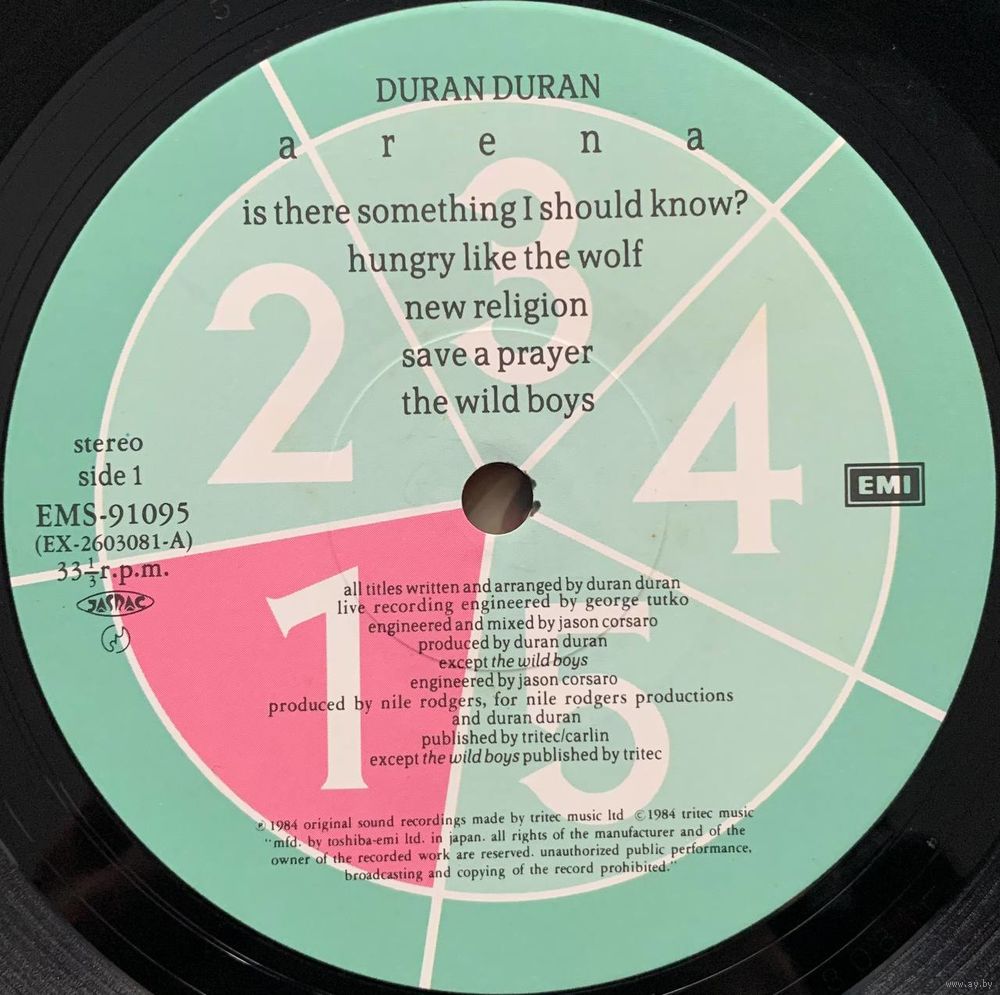 DURAN DURAN
a r e n a
is there something I should know?
hungry like the wolf
new religion
save a prayer
the wild boys
3
2
4
stereo
side 1
EMS-91095
(EX-2603081-A)
33⅓r.p.m.
JASRAC
EMI
1
5
all titles written and arranged by duran duran
live recording engineered by george tutko
engineered and mixed by jason corsaro
produced by duran duran
except the wild boys
engineered by jason corsaro
produced by nile rodgers, for nile rodgers productions
and duran duran
published by tritec/carlin
except the wild boys published by tritec
℗ 1984 original sound recordings made by tritec music ltd ©1984 tritec music
"mfd. by toshiba-emi ltd. in japan. all rights of the manufacturer and of the
owner of the recorded work are reserved. unauthorized public performance,
broadcasting and copying of the record prohibited."
www.ay.by